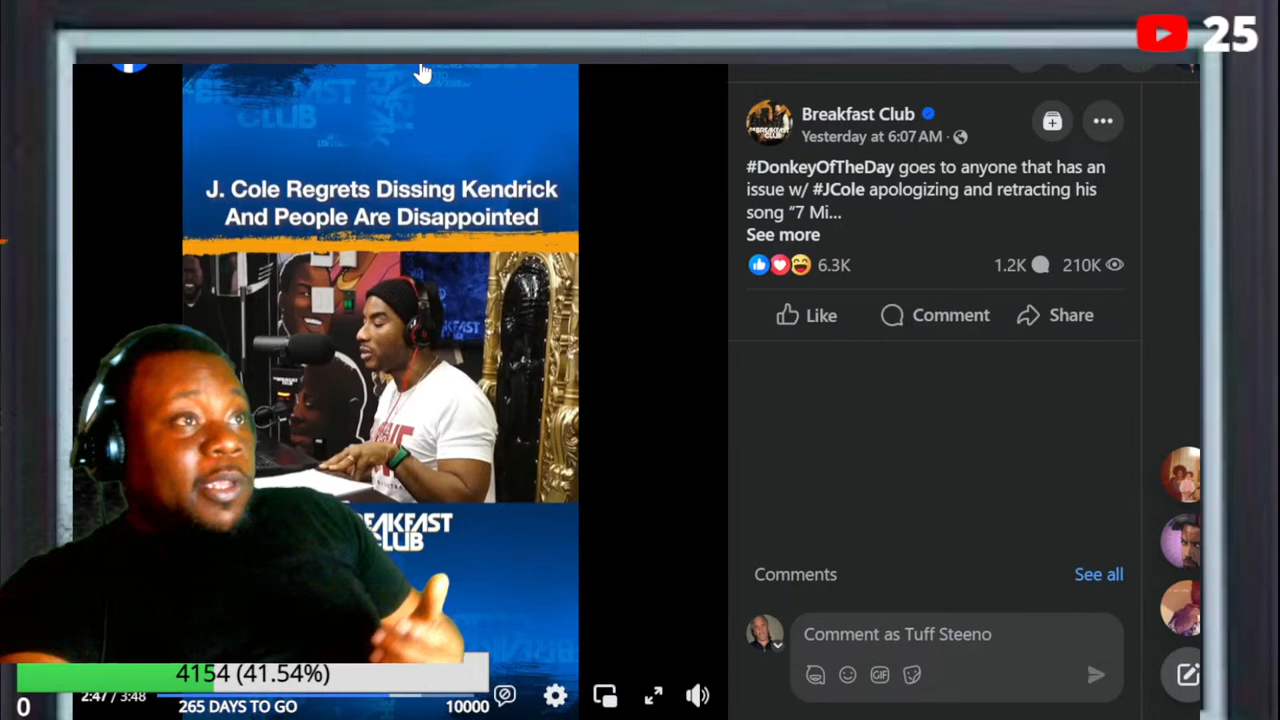 25
BREAKFAST
CLUB
J. Cole Regrets Dissing Kendrick
And People Are Disappointed
Breakfast Club
Yesterday at 6:07 AM ·
#DonkeyOfTheDay goes to anyone that has an
issue w/ #JCole apologizing and retracting his
song “7 Mi...
See more
6.3K
1.2K
210K
Like
Comment
Share
Comments
See all
Comment as Tuff Steeno
GIF
4154 (41.54%)
2:47 / 3:48
0
265 DAYS TO GO
10000